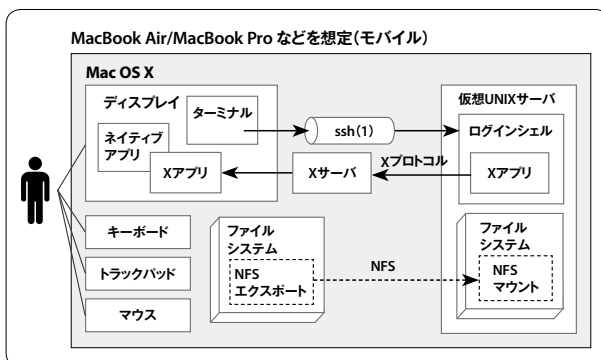 MacBook Air/MacBook Pro などを想定(モバイル)
Mac OS X
ディスプレイ
ターミナル
ネイティブ
アプリ
Xアプリ
ssh(1)
Xサーバ
Xプロトコル
仮想UNIXサーバ
ログインシェル
Xアプリ
キーボード
トラックパッド
マウス
ファイル
システム
NFS
エクスポート
NFS
ファイル
システム
NFS
マウント